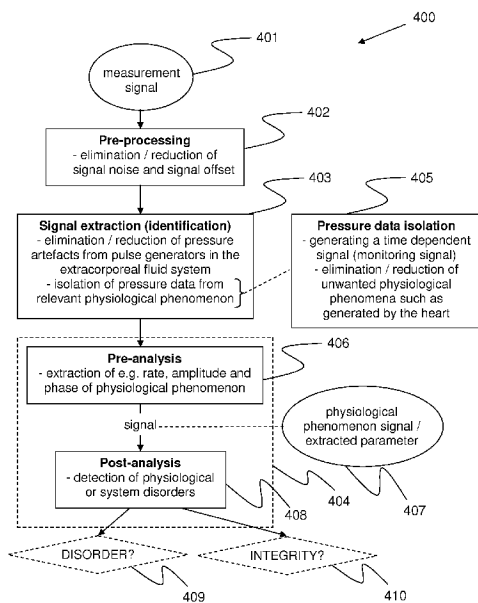 400
401
measurement
signal
402
Pre-processing
- elimination / reduction of
signal noise and signal offset
403
405
Signal extraction (identification)
- elimination / reduction of pressure
artefacts from pulse generators in the
extracorporeal fluid system
- isolation of pressure data from
relevant physiological phenomenon
Pressure data isolation
- generating a time dependent
signal (monitoring signal)
- elimination / reduction of
unwanted physiological
phenomena such as
generated by the heart
406
Pre-analysis
- extraction of e.g. rate, amplitude and
phase of physiological phenomenon
signal
physiological
phenomenon signal /
extracted parameter
Post-analysis
- detection of physiological
or system disorders
404
407
408
DISORDER?
INTEGRITY?
409
410